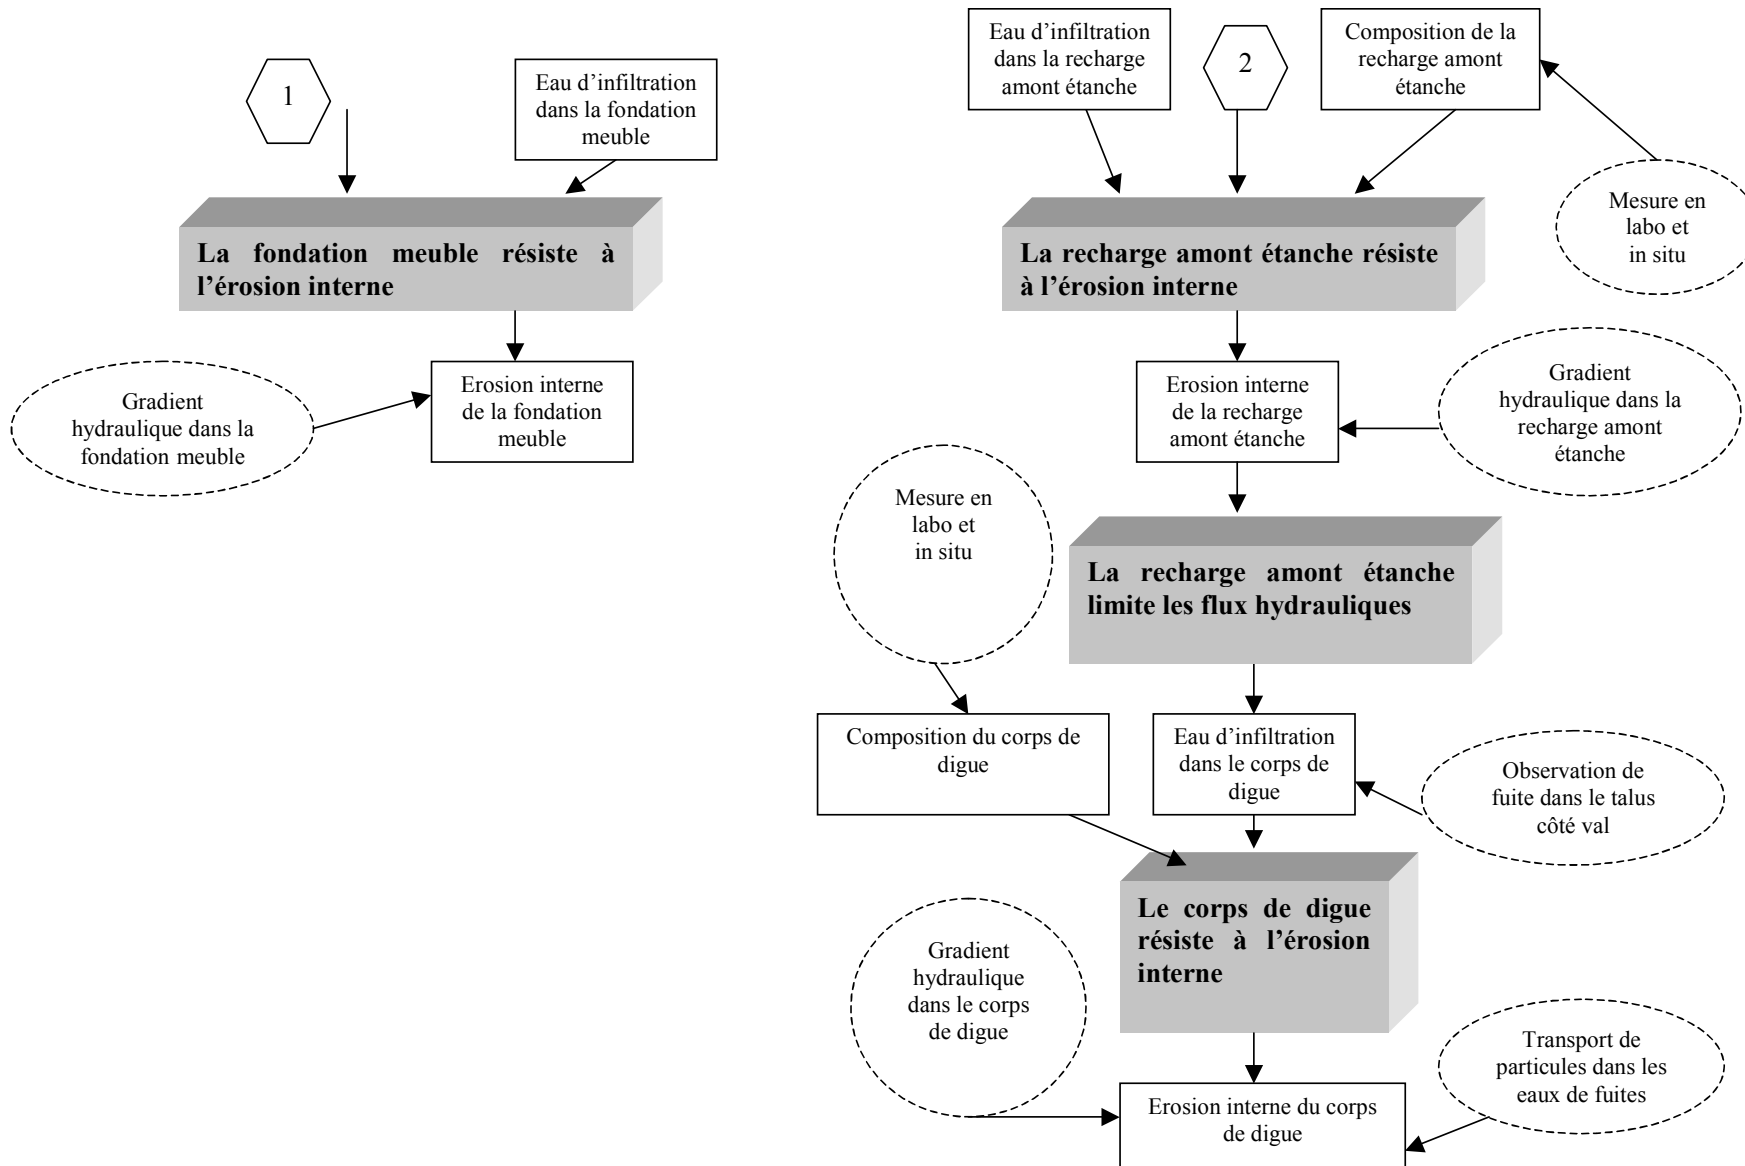 1
Eau d’infiltration
dans la fondation
meuble
La fondation meuble résiste à
l’érosion interne
Gradient
hydraulique dans la
fondation meuble
Erosion interne
de la fondation
meuble
Eau d’infiltration
dans la recharge
amont étanche
2
Composition de la
recharge amont
étanche
Mesure en
labo et
in situ
La recharge amont étanche résiste
à l’érosion interne
Erosion interne
de la recharge
amont étanche
Gradient
hydraulique dans la
recharge amont
étanche
Mesure en
labo et
in situ
La recharge amont étanche
limite les flux hydrauliques
Composition du corps de
digue
Eau d’infiltration
dans le corps de
digue
Observation de
fuite dans le talus
côté val
Le corps de digue
résiste à l’érosion
interne
Gradient
hydraulique
dans le corps
de digue
Transport de
particules dans les
eaux de fuites
Erosion interne du corps
de digue